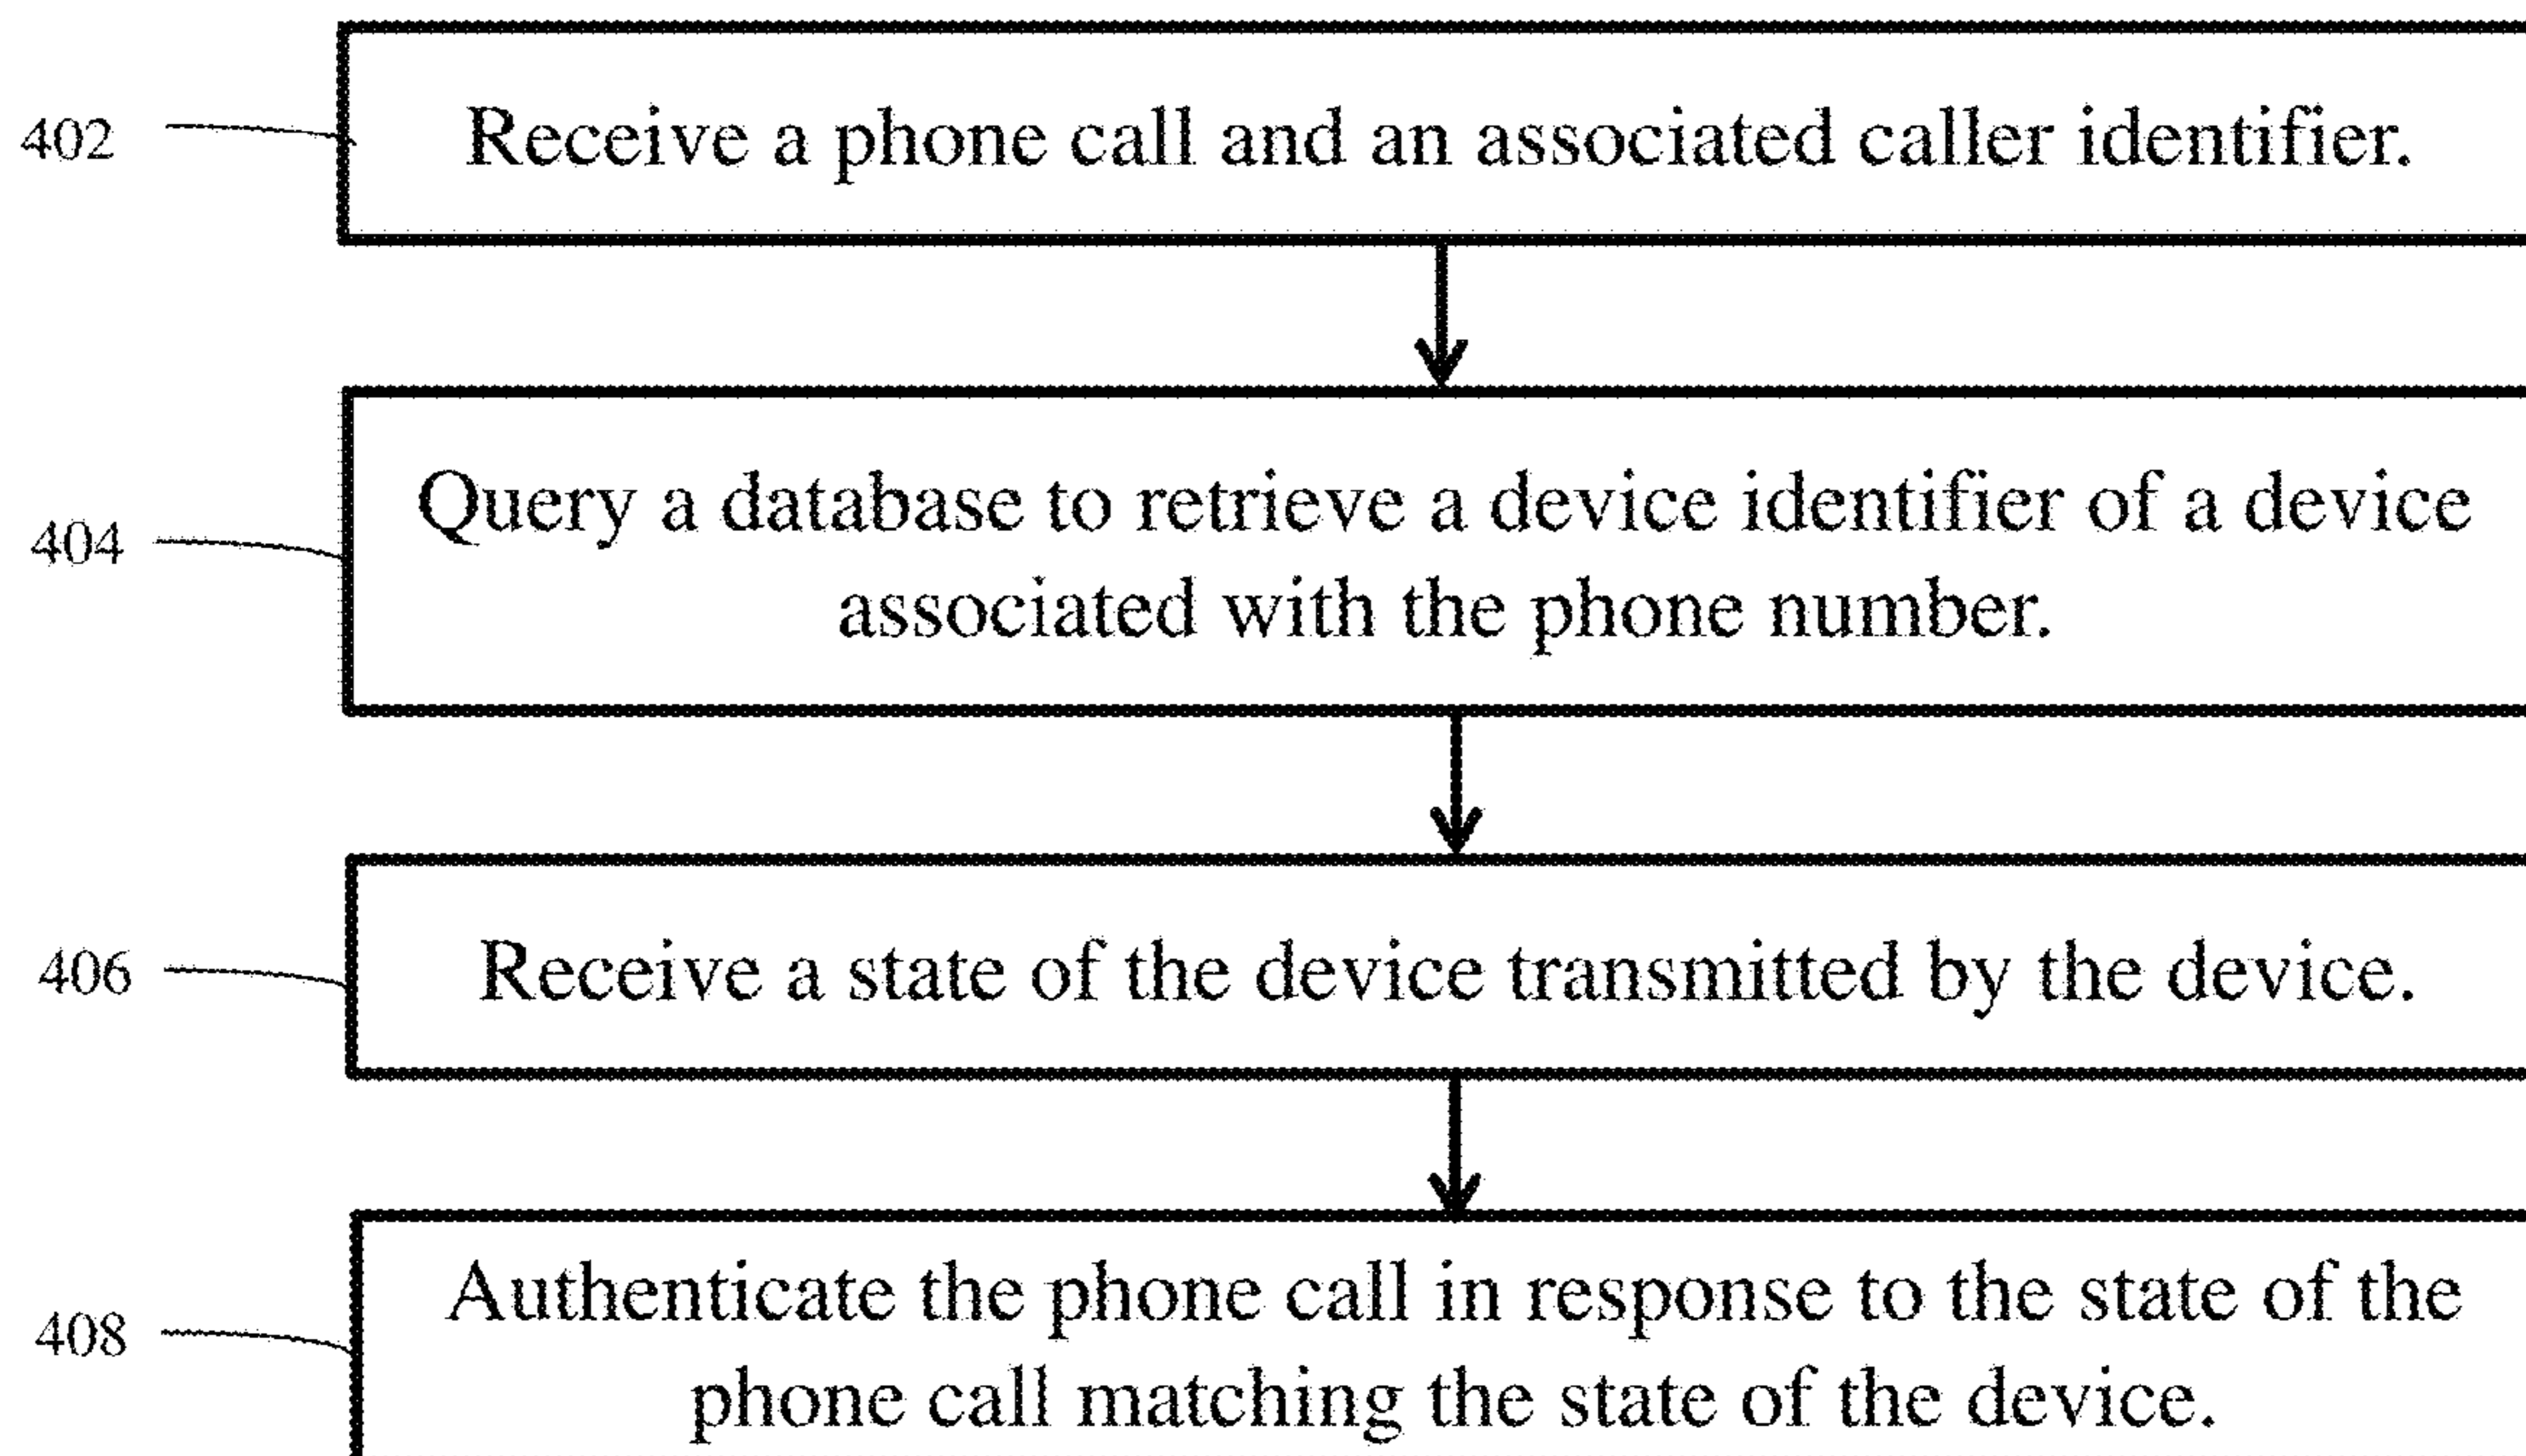 402
Receive a phone call and an associated caller identifier.
404
Query a database to retrieve a device identifier of a device
associated with the phone number.
406
Receive a state of the device transmitted by the device.
408
Authenticate the phone call in response to the state of the
phone call matching the state of the device.